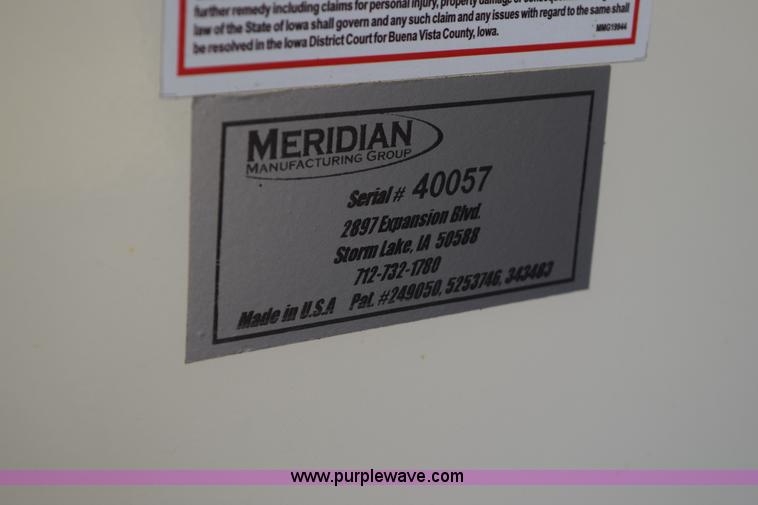 further remedy including claims for personal injury, property damage or
law of the State of Iowa shall govern and any such claim and any issues with regard to the same shall
be resolved in the Iowa District Court for Buena Vista County, Iowa.
MMG19944
MERIDIAN
MANUFACTURING GROUP
Serial # 40057
2897 Expansion Blvd.
Storm Lake, IA 50588
712-732-1780
Made in U.S.A Pat. #249050, 5253746, 343483
www.purplewave.com